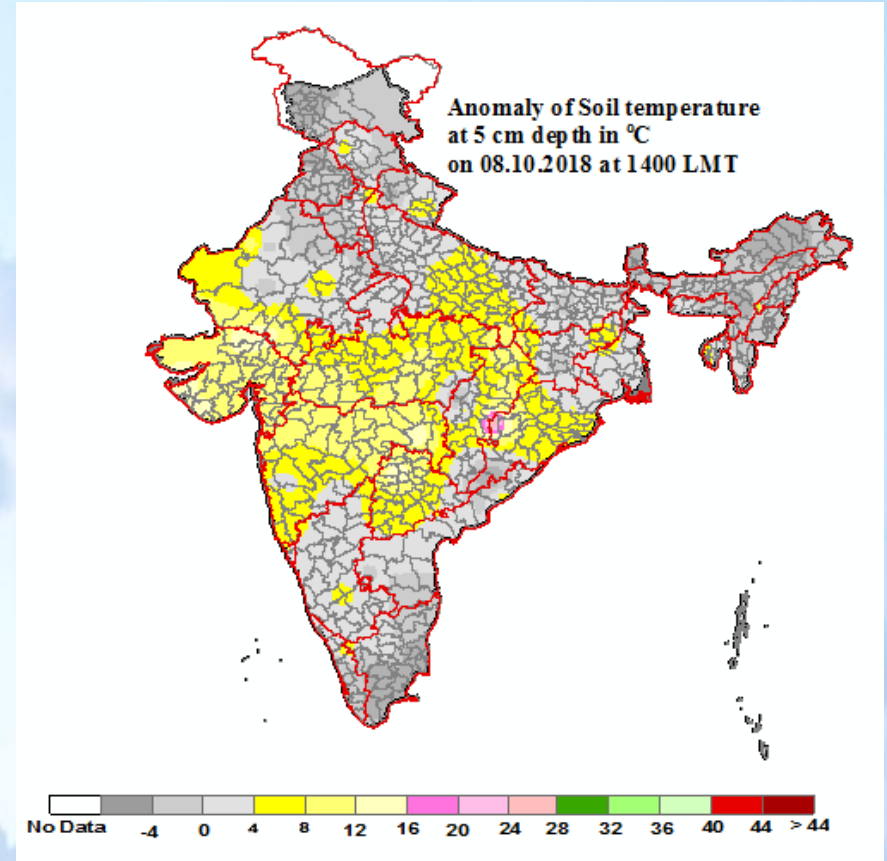 Anomaly of Soil temperature
at 5 cm depth in ⁰C
on 08.10.2018 at 1400 LMT
No Data -4 0 4 8 12 16 20 24 28 32 36 40 44 > 44